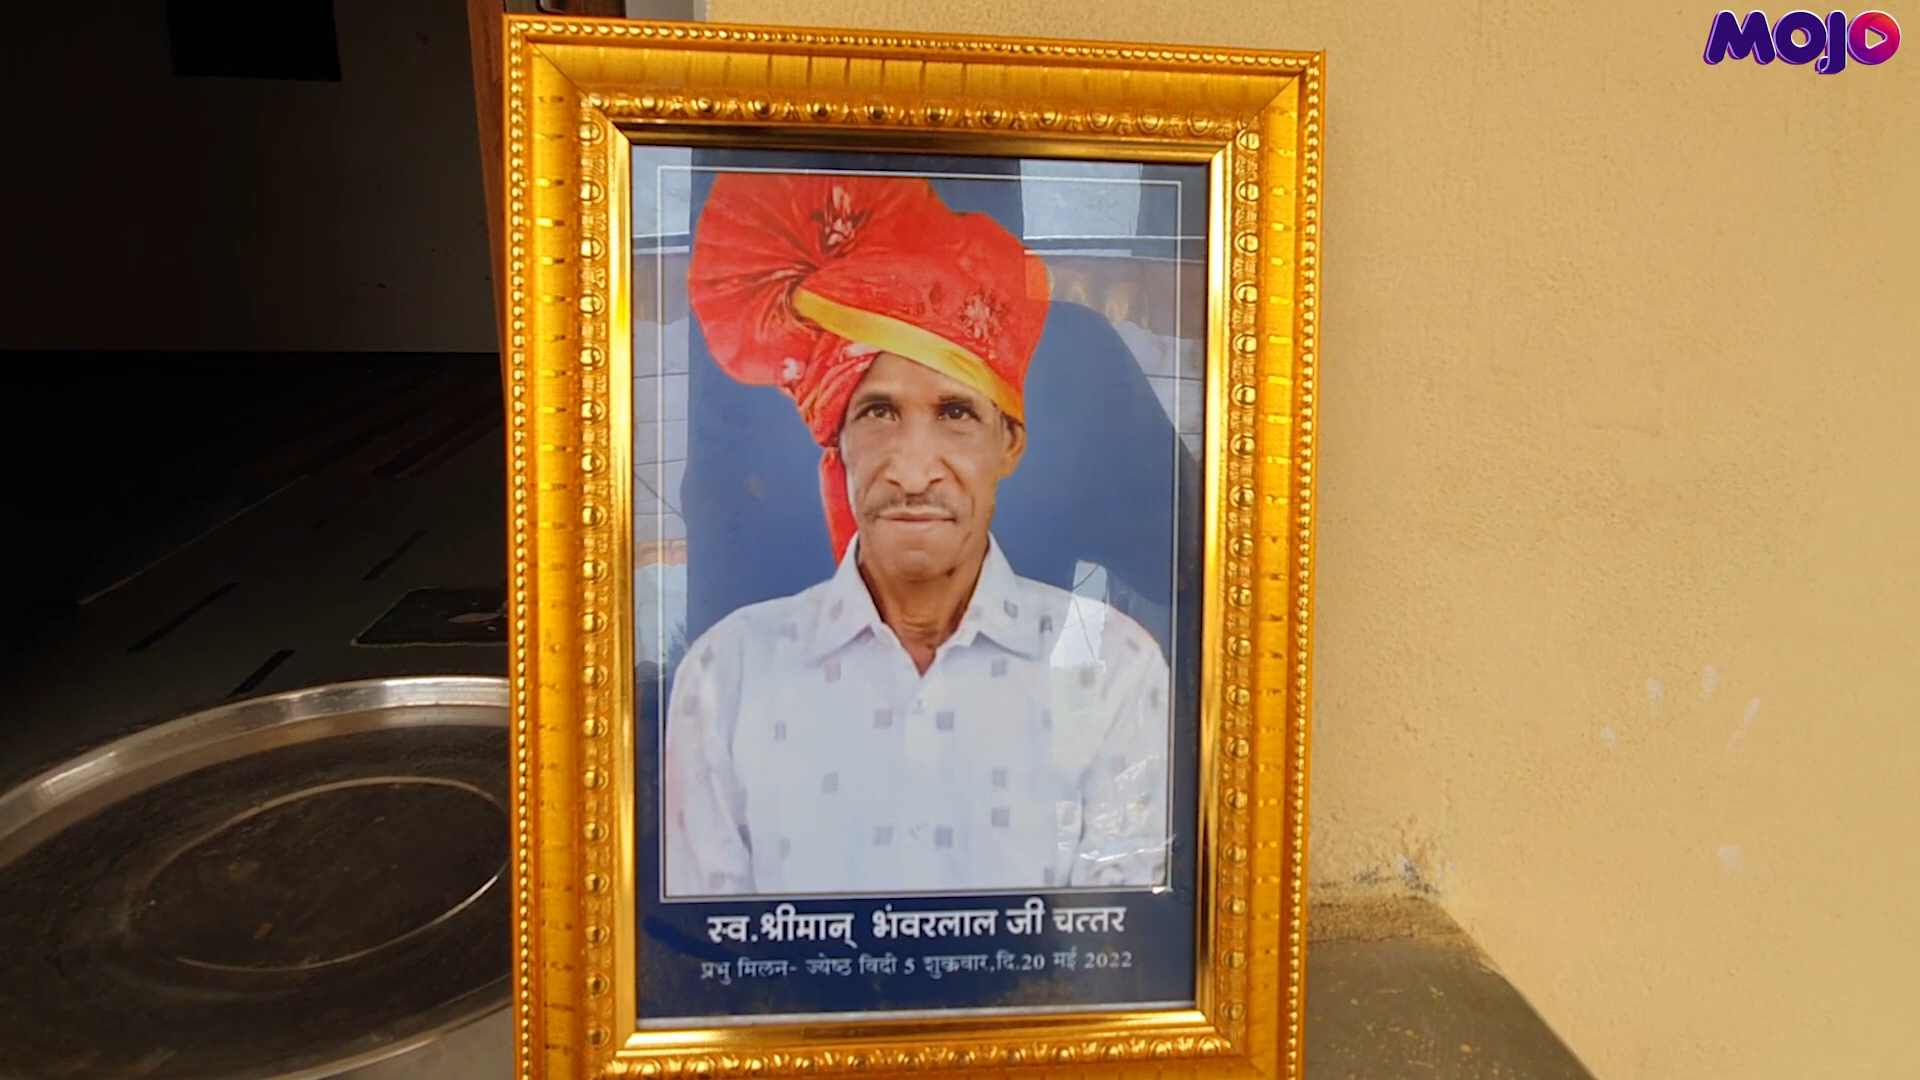 MOJO
स्व.श्रीमान् भंवरलाल जी चत्तर
प्रभु मिलन- ज्येष्ठ विदी 5 शुक्रवार,दि.20 मई 2022